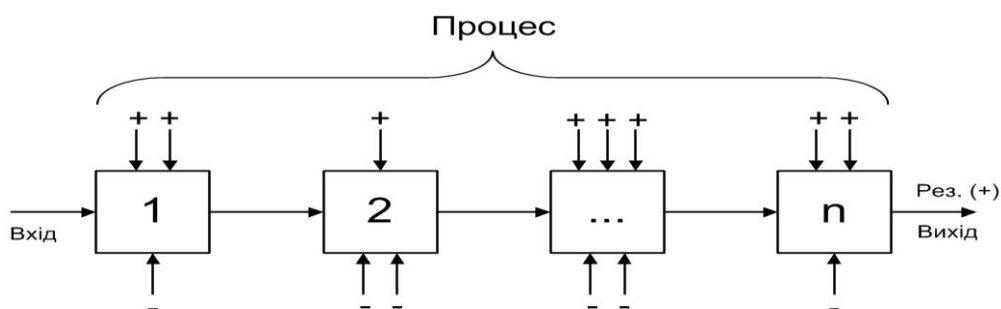 Процес
+ + + + + + + +
1 2 ... n
Вхід
Рез. (+)
Вихід
- - - - - -